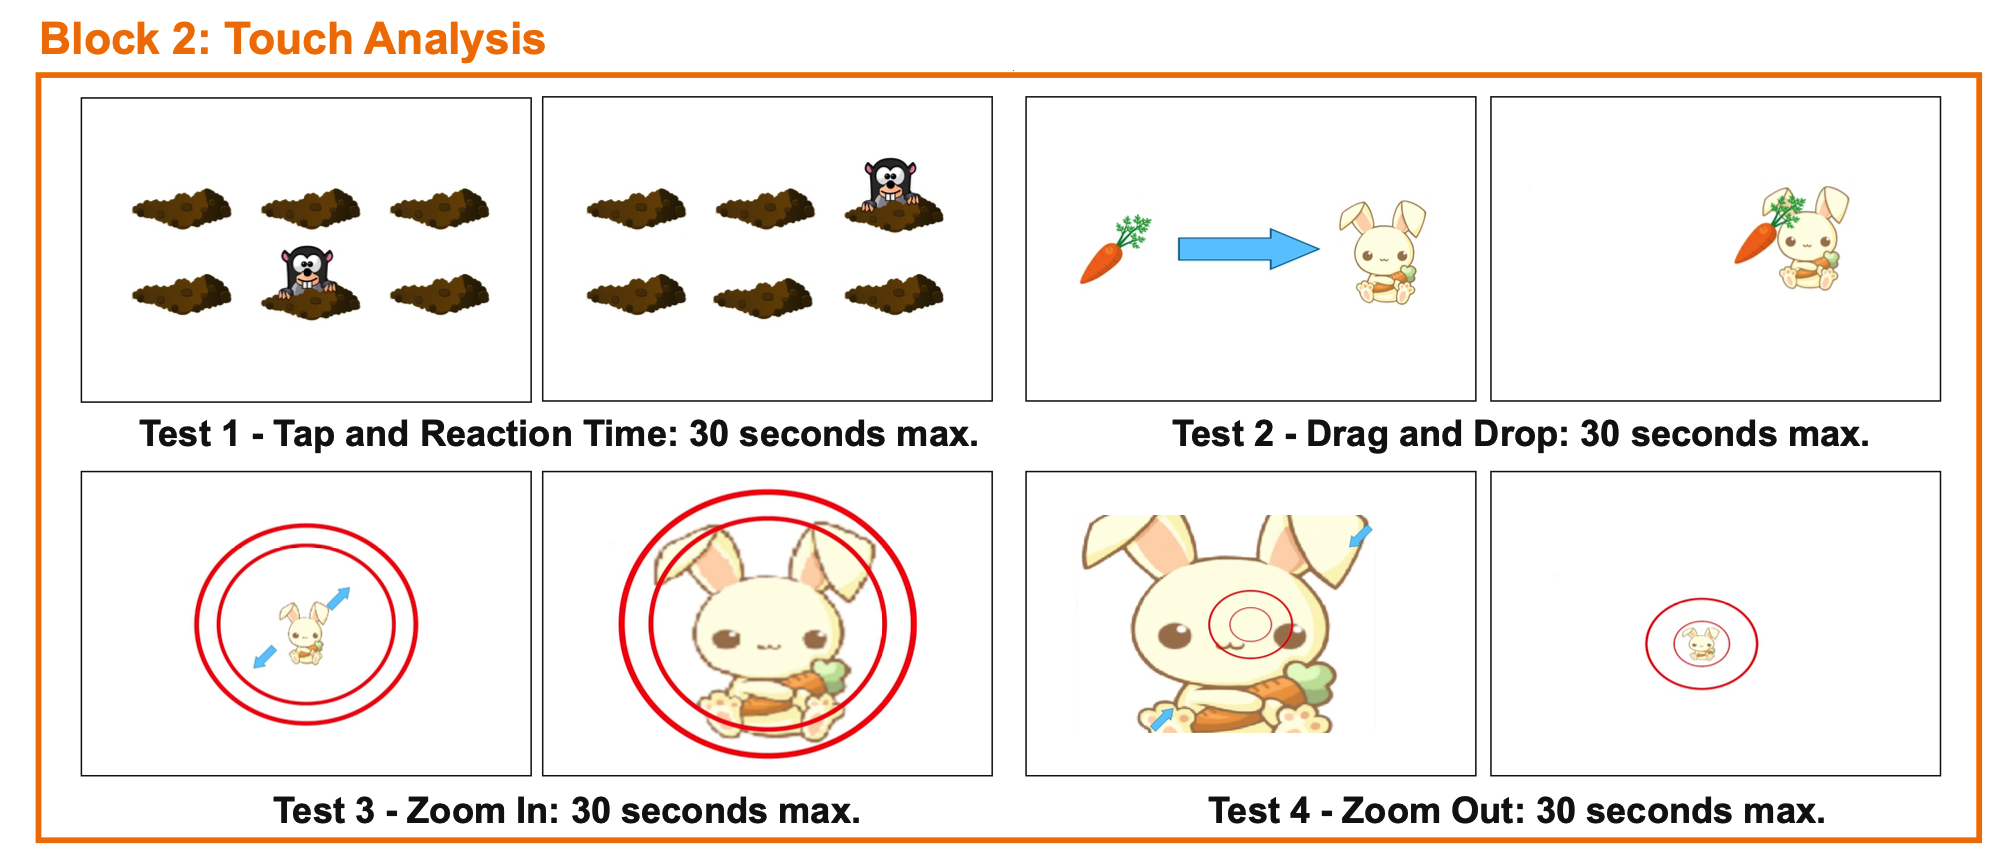 Block 2: Touch Analysis
Test 1 - Tap and Reaction Time: 30 seconds max.
Test 2 - Drag and Drop: 30 seconds max.
Test 3 - Zoom In: 30 seconds max.
Test 4 - Zoom Out: 30 seconds max.